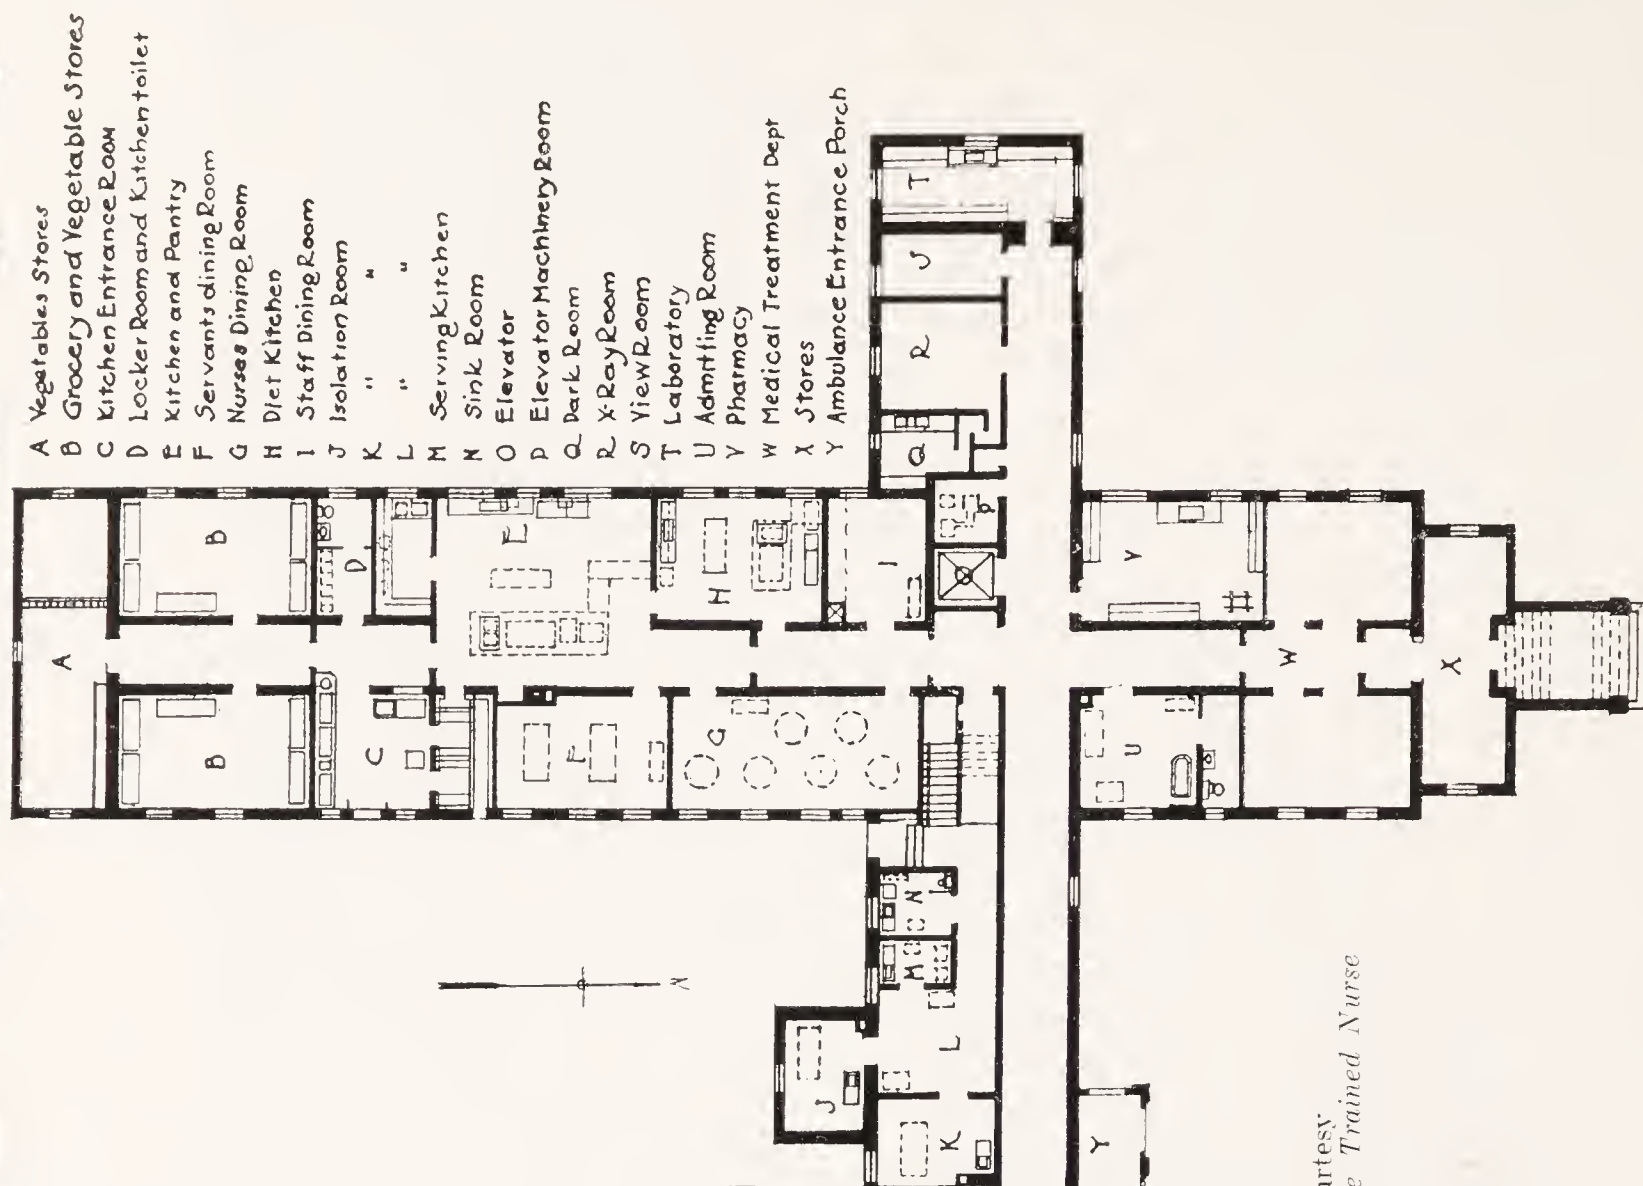 A Vegetables Stores
B Grocery and Vegetable Stores
C Kitchen Entrance Room
D Locker Room and Kitchen toilet
E Kitchen and Pantry
F Servants dining Room
G Nurses Dining Room
H Diet Kitchen
I Staff Dining Room
J Isolation Room
K " "
L " "
M Serving Kitchen
N Sink Room
O Elevator
P Elevator Machinery Room
Q Dark Room
R X-Ray Room
S View Room
T Laboratory
U Admitting Room
V Pharmacy
W Medical Treatment Dept
X Stores
Y Ambulance Entrance Porch
A
B
B
C
D
E
F
G
H
N
J
I
K
L
M
N
O
P
Q
R
J
T
Y
U
V
W
X
Trained Nurse